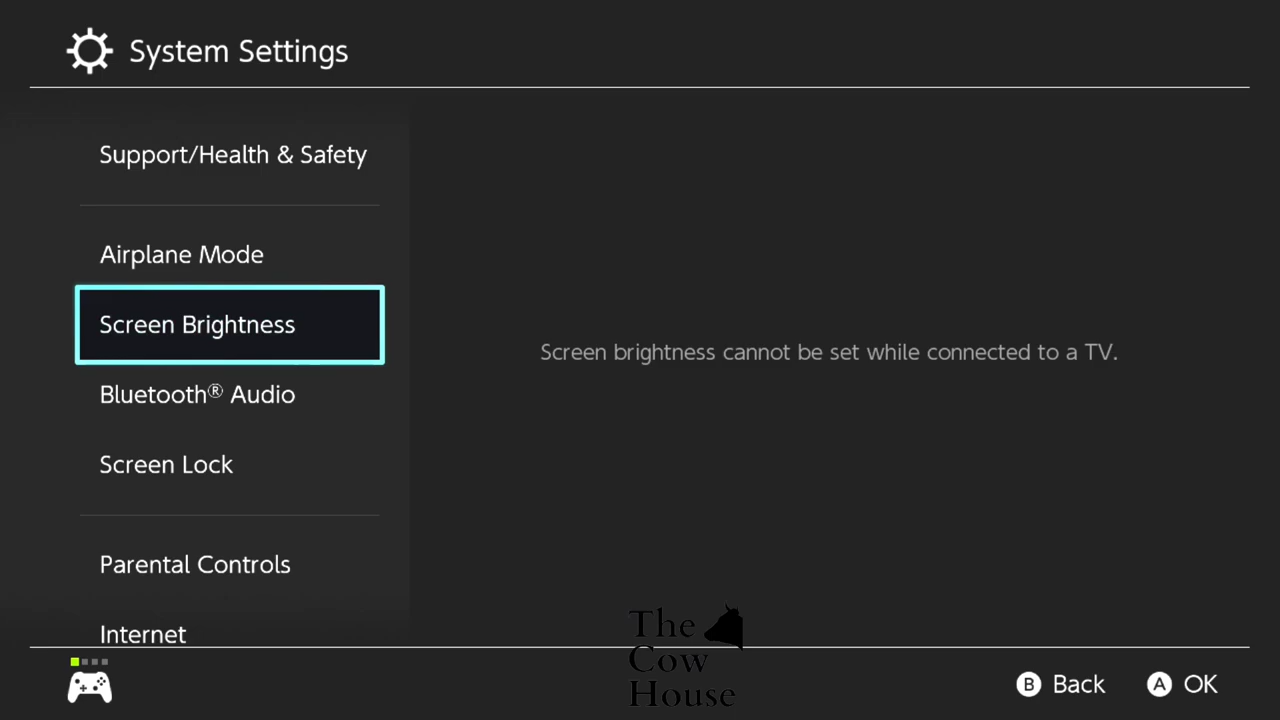 System Settings
Support/Health & Safety
Airplane Mode
Screen Brightness
Bluetooth® Audio
Screen Lock
Parental Controls
Internet
Screen brightness cannot be set while connected to a TV.
The
Cow
House
B Back A OK